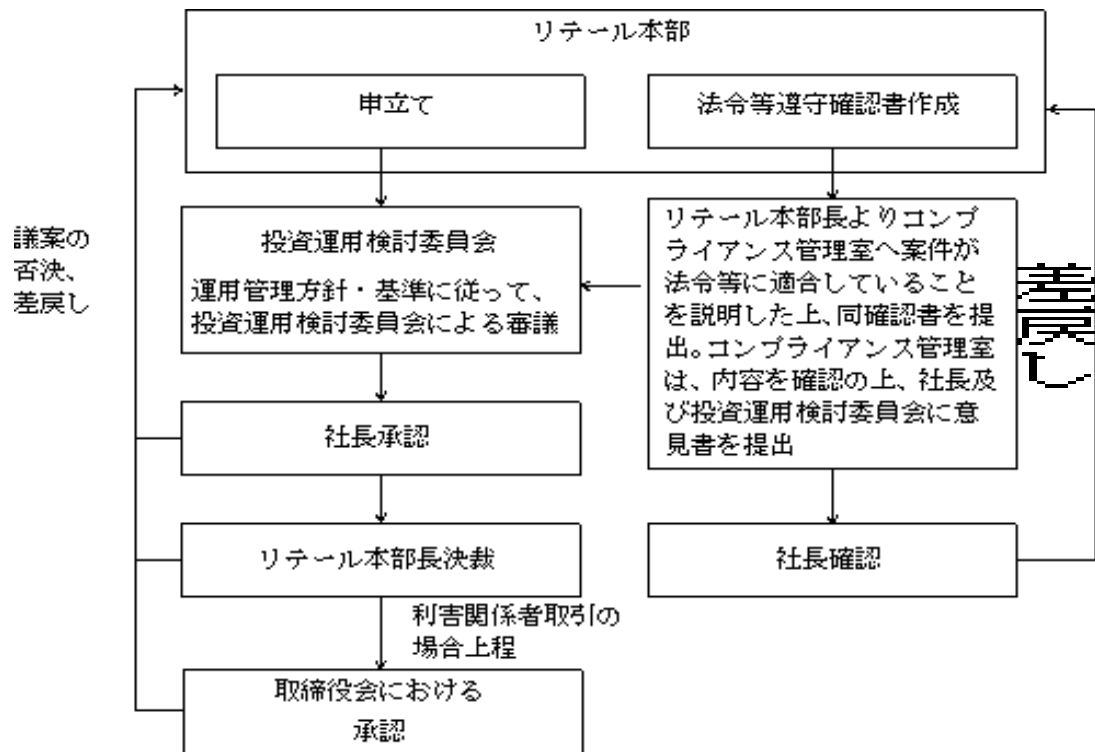 リテール本部
申立て
法令等遵守確認書作成
議案の
否決、
差戻し
投資運用検討委員会
運用管理方針・基準に従って、
投資運用検討委員会による審議
リテール本部長よりコンプ
ライアンス管理室へ案件が
法令等に適合していること
を説明した上、同確認書を提
出。コンプライアンス管理室
は、内容を確認の上、社長及
び投資運用検討委員会に意
見書を提出
差戻し
社長承認
リテール本部長決裁
社長確認
利害関係者取引の
場合上程
取締役会における
承認